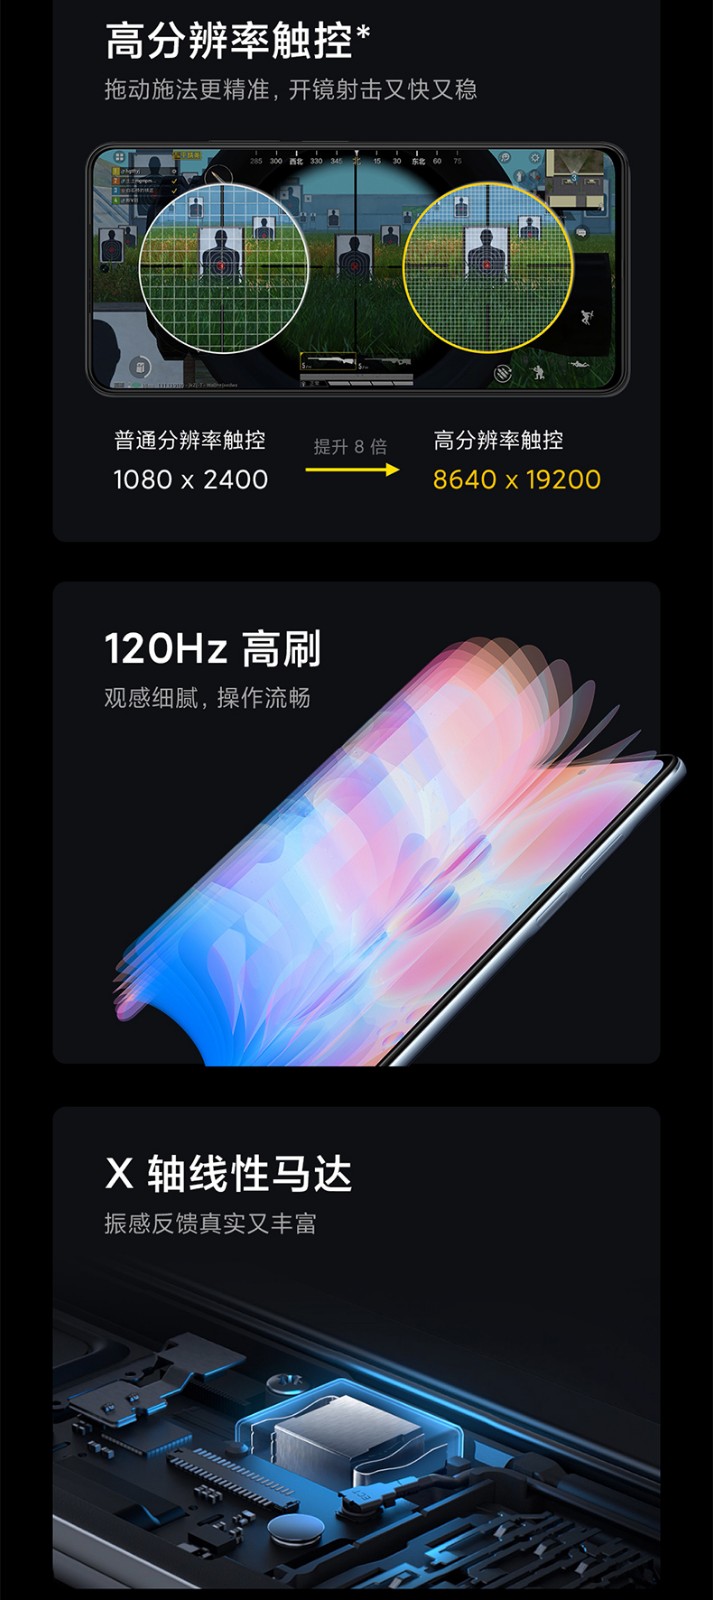 高分辨率触控*
拖动施法更精准，开镜射击又快又稳
285 300 西北 330 345 北 15 30 东北 60 75
普通分辨率触控
1080 x 2400
提升 8 倍
高分辨率触控
8640 x 19200
120Hz 高刷
观感细腻，操作流畅
X 轴线性马达
振感反馈真实又丰富